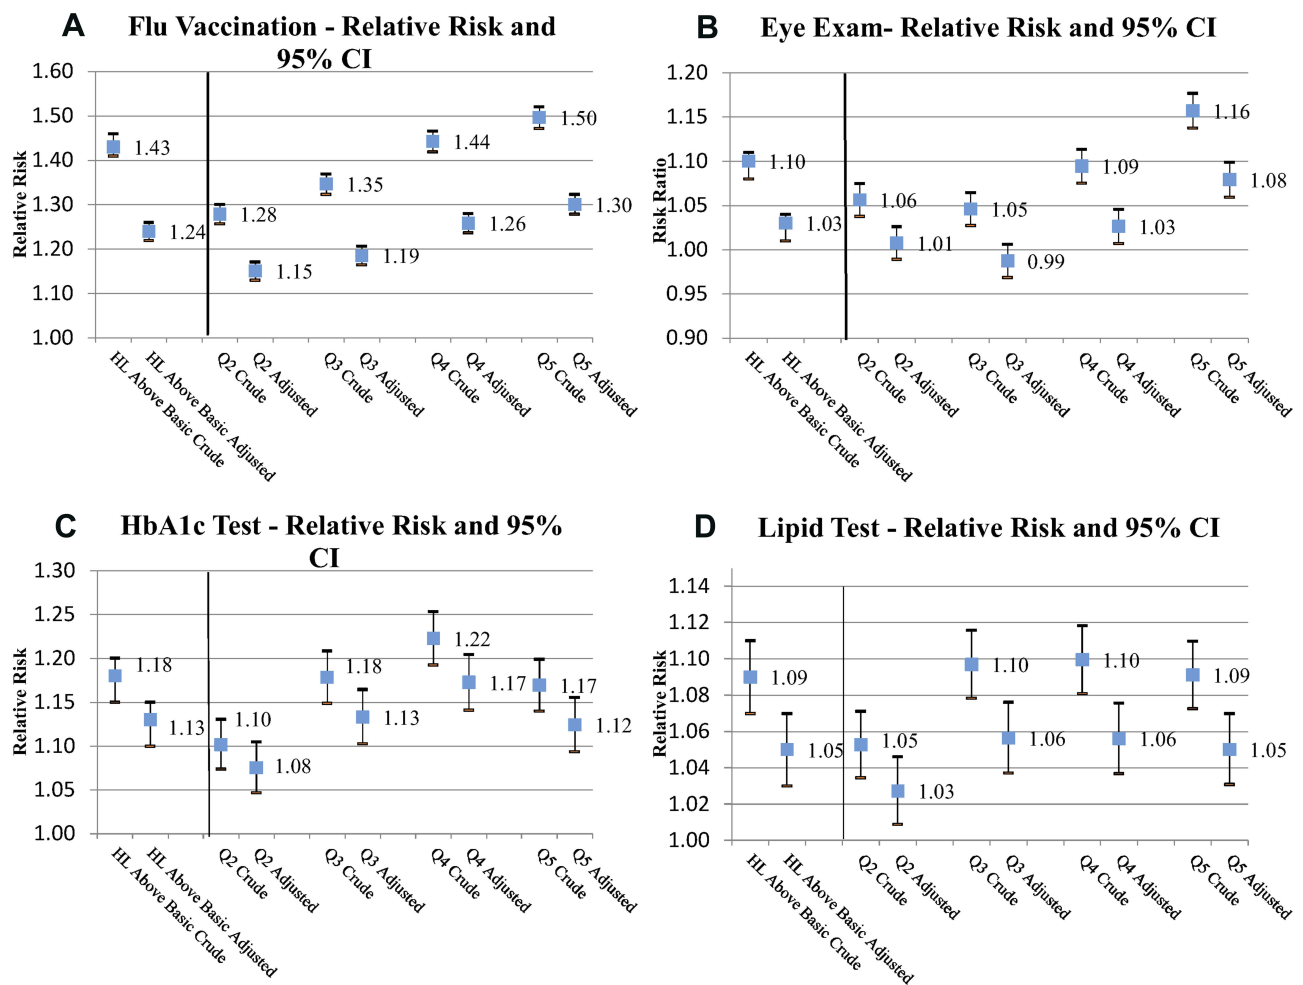 A
Flu Vaccination - Relative Risk and
95% CI
Relative Risk
1.60
1.50
1.40
1.30
1.20
1.10
1.00
1.43
1.24
1.28
1.15
1.35
1.19
1.44
1.26
1.50
1.30
HL Above Basic Crude
HL Above Basic Adjusted
Q2 Crude
Q2 Adjusted
Q3 Crude
Q3 Adjusted
Q4 Crude
Q4 Adjusted
Q5 Crude
Q5 Adjusted
B
Eye Exam- Relative Risk and 95% CI
Risk Ratio
1.20
1.15
1.10
1.05
1.00
0.95
0.90
1.10
1.03
1.06
1.01
1.05
0.99
1.09
1.03
1.16
1.08
HL Above Basic Crude
HL Above Basic Adjusted
Q2 Crude
Q2 Adjusted
Q3 Crude
Q3 Adjusted
Q4 Crude
Q4 Adjusted
Q5 Crude
Q5 Adjusted
C
HbA1c Test - Relative Risk and 95%
CI
Relative Risk
1.30
1.25
1.20
1.15
1.10
1.05
1.00
1.18
1.13
1.10
1.08
1.18
1.13
1.22
1.17
1.17
1.12
HL Above Basic Crude
HL Above Basic Adjusted
Q2 Crude
Q2 Adjusted
Q3 Crude
Q3 Adjusted
Q4 Crude
Q4 Adjusted
Q5 Crude
Q5 Adjusted
D
Lipid Test - Relative Risk and 95% CI
Relative Risk
1.14
1.12
1.10
1.08
1.06
1.04
1.02
1.00
1.09
1.05
1.05
1.03
1.10
1.06
1.10
1.06
1.09
1.05
HL Above Basic Crude
HL Above Basic Adjusted
Q2 Crude
Q2 Adjusted
Q3 Crude
Q3 Adjusted
Q4 Crude
Q4 Adjusted
Q5 Crude
Q5 Adjusted